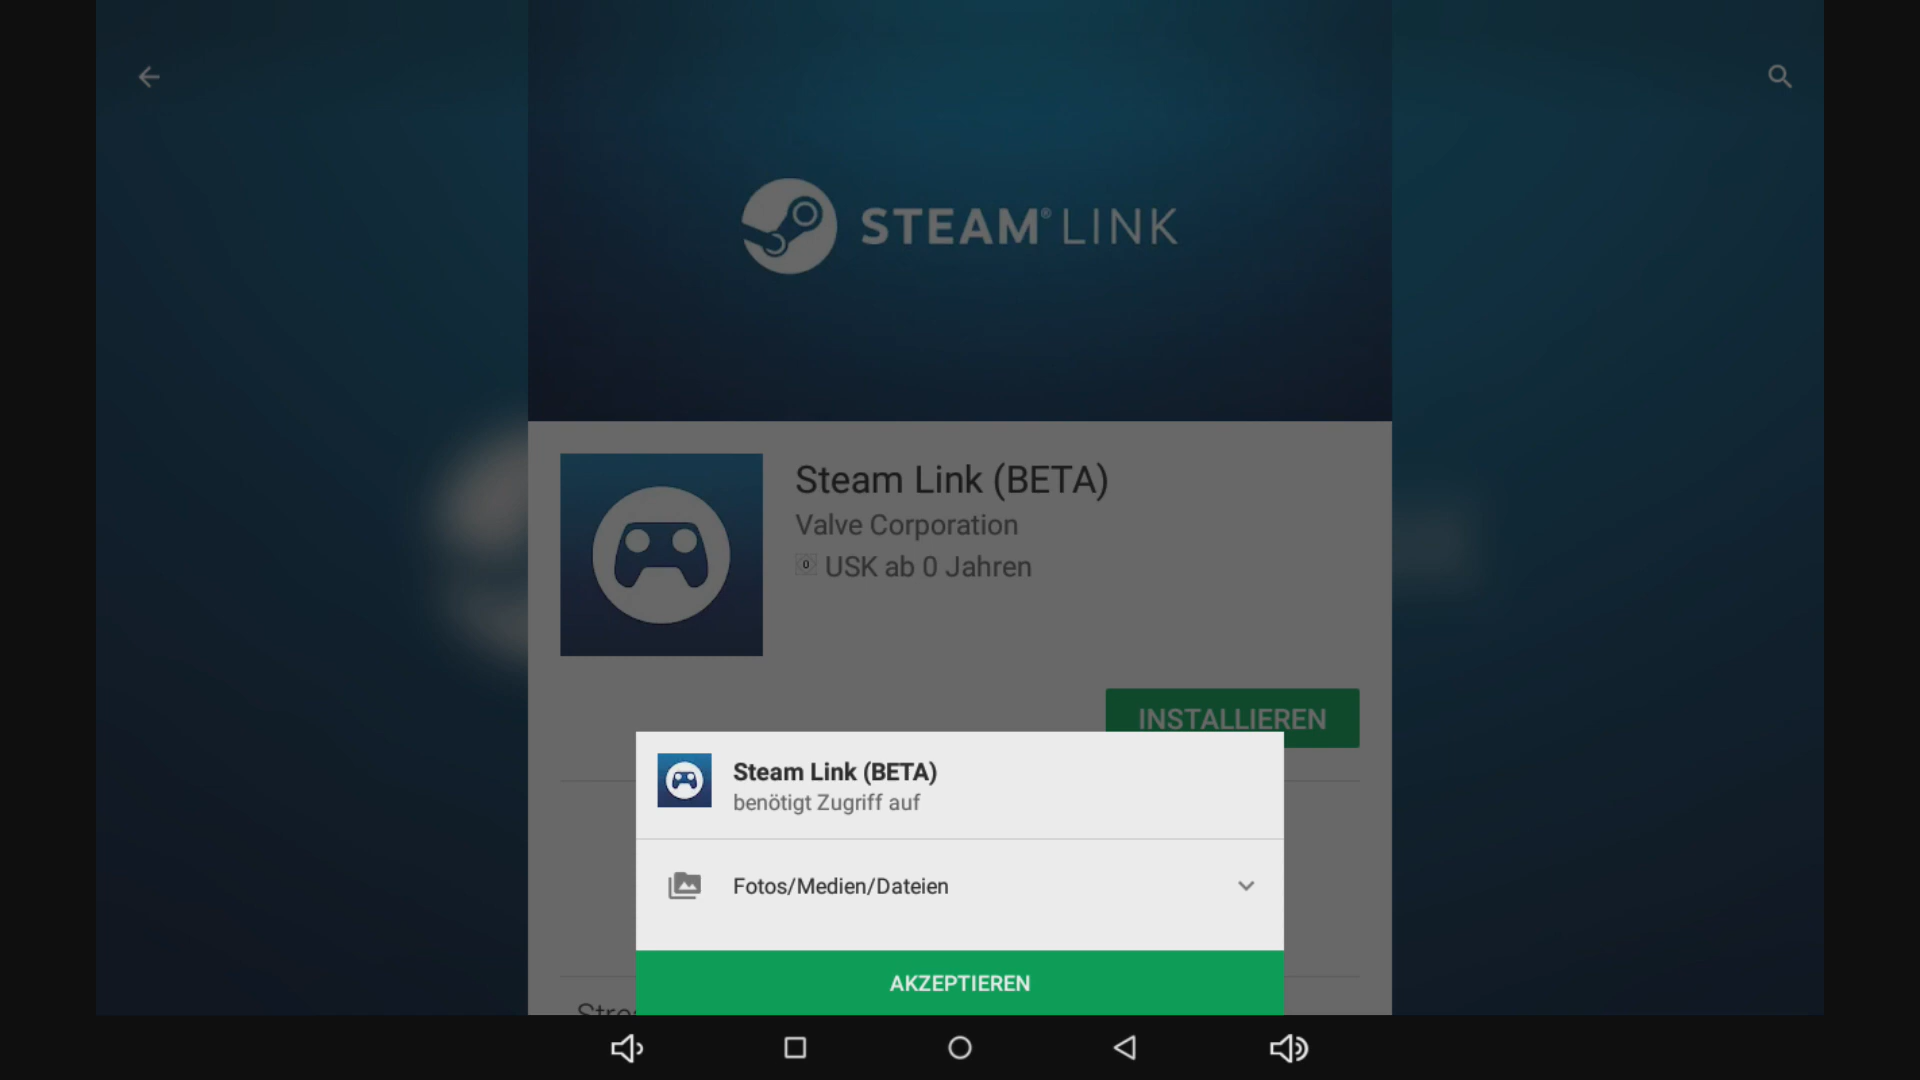 STEAM® LINK
Steam Link (BETA)
Valve Corporation
0 USK ab 0 Jahren
INSTALLIEREN
Steam Link (BETA)
benötigt Zugriff auf
Fotos/Medien/Dateien
AKZEPTIEREN